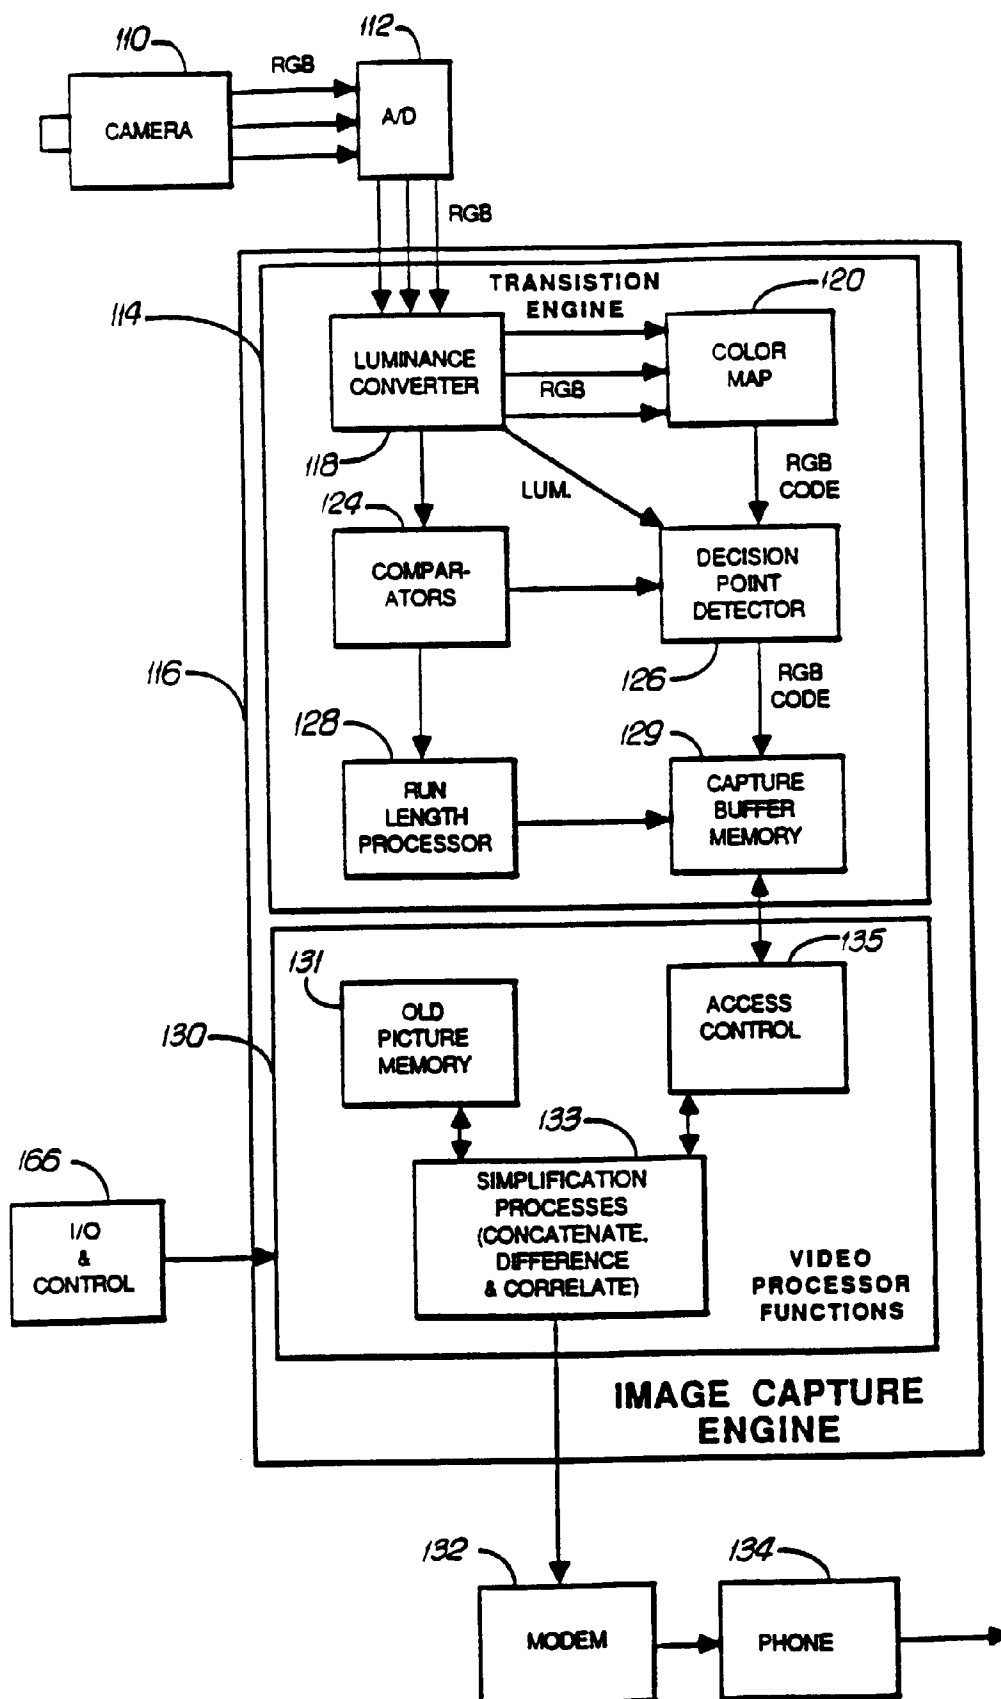 110
112
RGB
CAMERA
A/D
RGB
TRANSISTION
ENGINE
120
114
LUMINANCE
CONVERTER
COLOR
MAP
RGB
118
LUM.
RGB
CODE
124
COMPAR-
ATORS
DECISION
POINT
DETECTOR
116
126
RGB
CODE
128
129
RUN
LENGTH
PROCESSOR
CAPTURE
BUFFER
MEMORY
131
135
OLD
PICTURE
MEMORY
ACCESS
CONTROL
130
133
166
SIMPLIFICATION
PROCESSES
(CONCATENATE,
DIFFERENCE
& CORRELATE)
I/O
&
CONTROL
VIDEO
PROCESSOR
FUNCTIONS
IMAGE CAPTURE
ENGINE
132
134
MODEM
PHONE